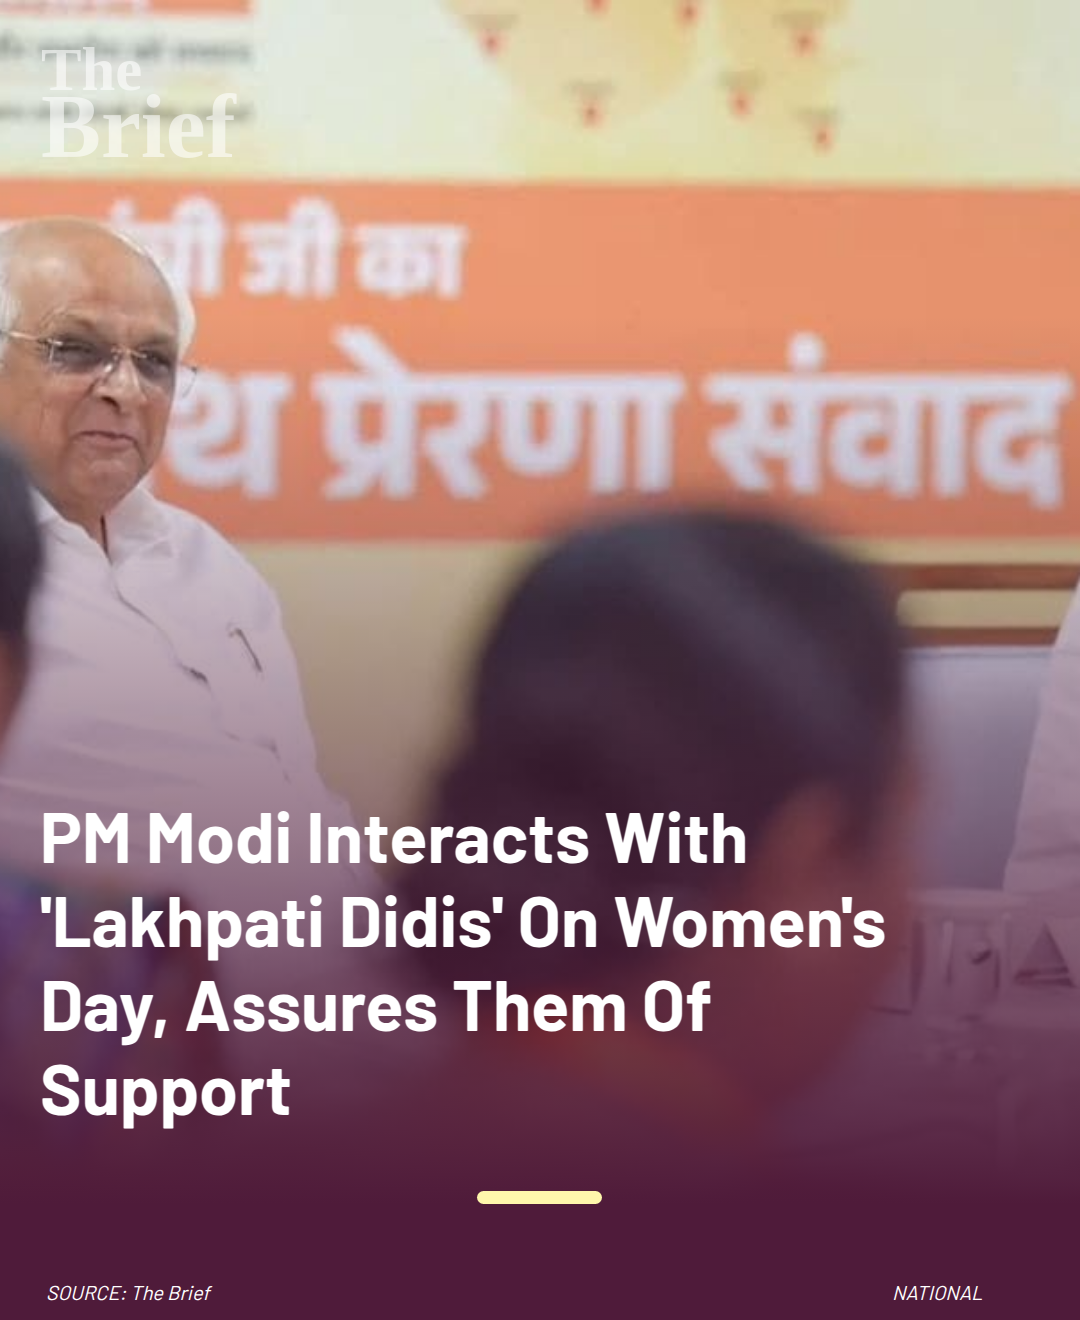 The
Brief
जी का
प्रेरणा संवाद
PM Modi Interacts With
'Lakhpati Didis' On Women's
Day, Assures Them Of
Support
SOURCE: The Brief
NATIONAL